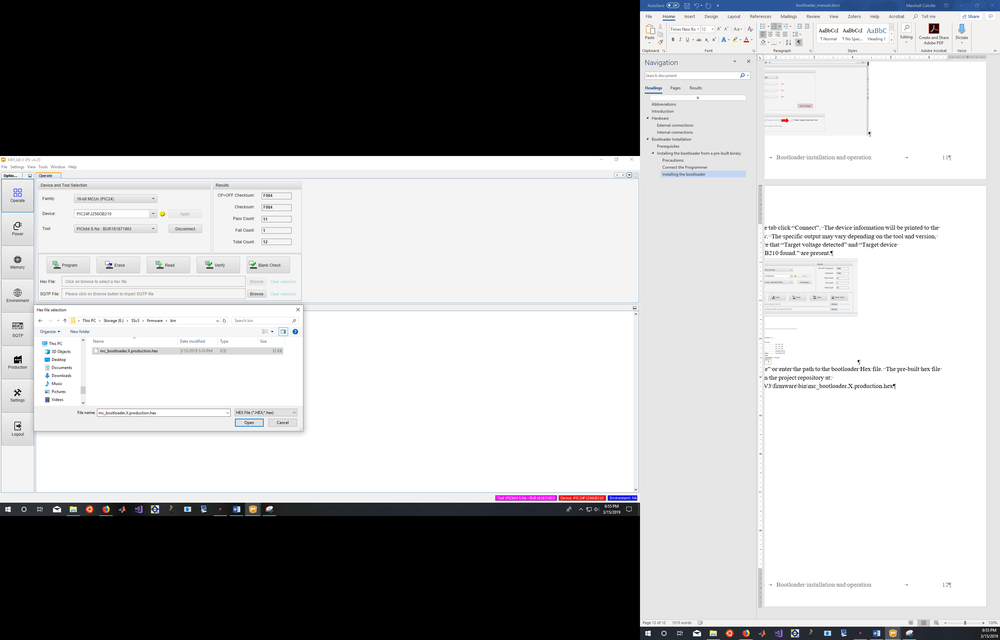 MPLAB X IPE v4.20
File Settings View Tools Window Help
Optio...
Operate
Power
Memory
Environment
SQTP
Production
Settings
Logout
Operate
Device and Tool Selection
Family: 16-bit MCUs (PIC24)
Device: PIC24FJ256GB210 Apply
Tool: PICkit4 S.No : BUR181871903 Disconnect
Results
CP=OFF Checksum: F984
Checksum: F984
Pass Count: 11
Fail Count: 1
Total Count: 12
Program Erase Read Verify Blank Check
Hex File: Click on browse to select a hex file Browse Clear selection
SQTP File: Please click on Browse button to import SQTP file Browse Clear selection
Hex file selection
This PC Storage (E:) SSv3 firmware bin Search bin
Organize New folder
Name Date modified Type Size
mc_bootloader.X.production.hex 3/15/2019 5:10 PM ICD 32 KB
This PC
3D Objects
Desktop
Documents
Downloads
Music
Pictures
Videos
File name: mc_bootloader.X.production.hex HEX File (*.HEX;*.hex)
Open Cancel
Tool :PICkit4 S.No : BUR181871903 Device :PIC24FJ256GB210 Environment: NA
6:55 PM
3/15/2019
AutoSave Off bootloader_manual.docx Marshall Colville
File Home Insert Design Layout References Mailings Review View Zotero Help Acrobat Tell me Share
Paste
Clipboard
Times New Ro 12
Font
Paragraph
AaBbCcI AaBbCcI AaBbC
¶ Normal ¶ No Spac... Heading 1
Styles
Editing
Create and Share
Adobe PDF
Adobe Acrobat
Dictate
Voice
Navigation
Search document
Headings Pages Results
Abbreviations
Introduction
Hardware
External connections
Internal connections
Bootloader Installation
Prerequisites
Installing the bootloader from a pre-built binary
Precautions:
Connect the Programmer
Installing the bootloader
Reset Voltages
Power Target circuit from Tool
Bootloader installation and operation 11¶
e tab click “Connect”. The device information will be printed to the
v. The specific output may vary depending on the tool and version,
re that “Target voltage detected” and “Target device
B210 found.” are present.¶
e” or enter the path to the bootloader Hex file. The pre-built hex file
n the project repository at:
V3\firmware\bin\mc_bootloader.X.production.hex¶
Bootloader installation and operation 12¶
Page 12 of 12 1515 words 120%
6:55 PM
3/15/2019